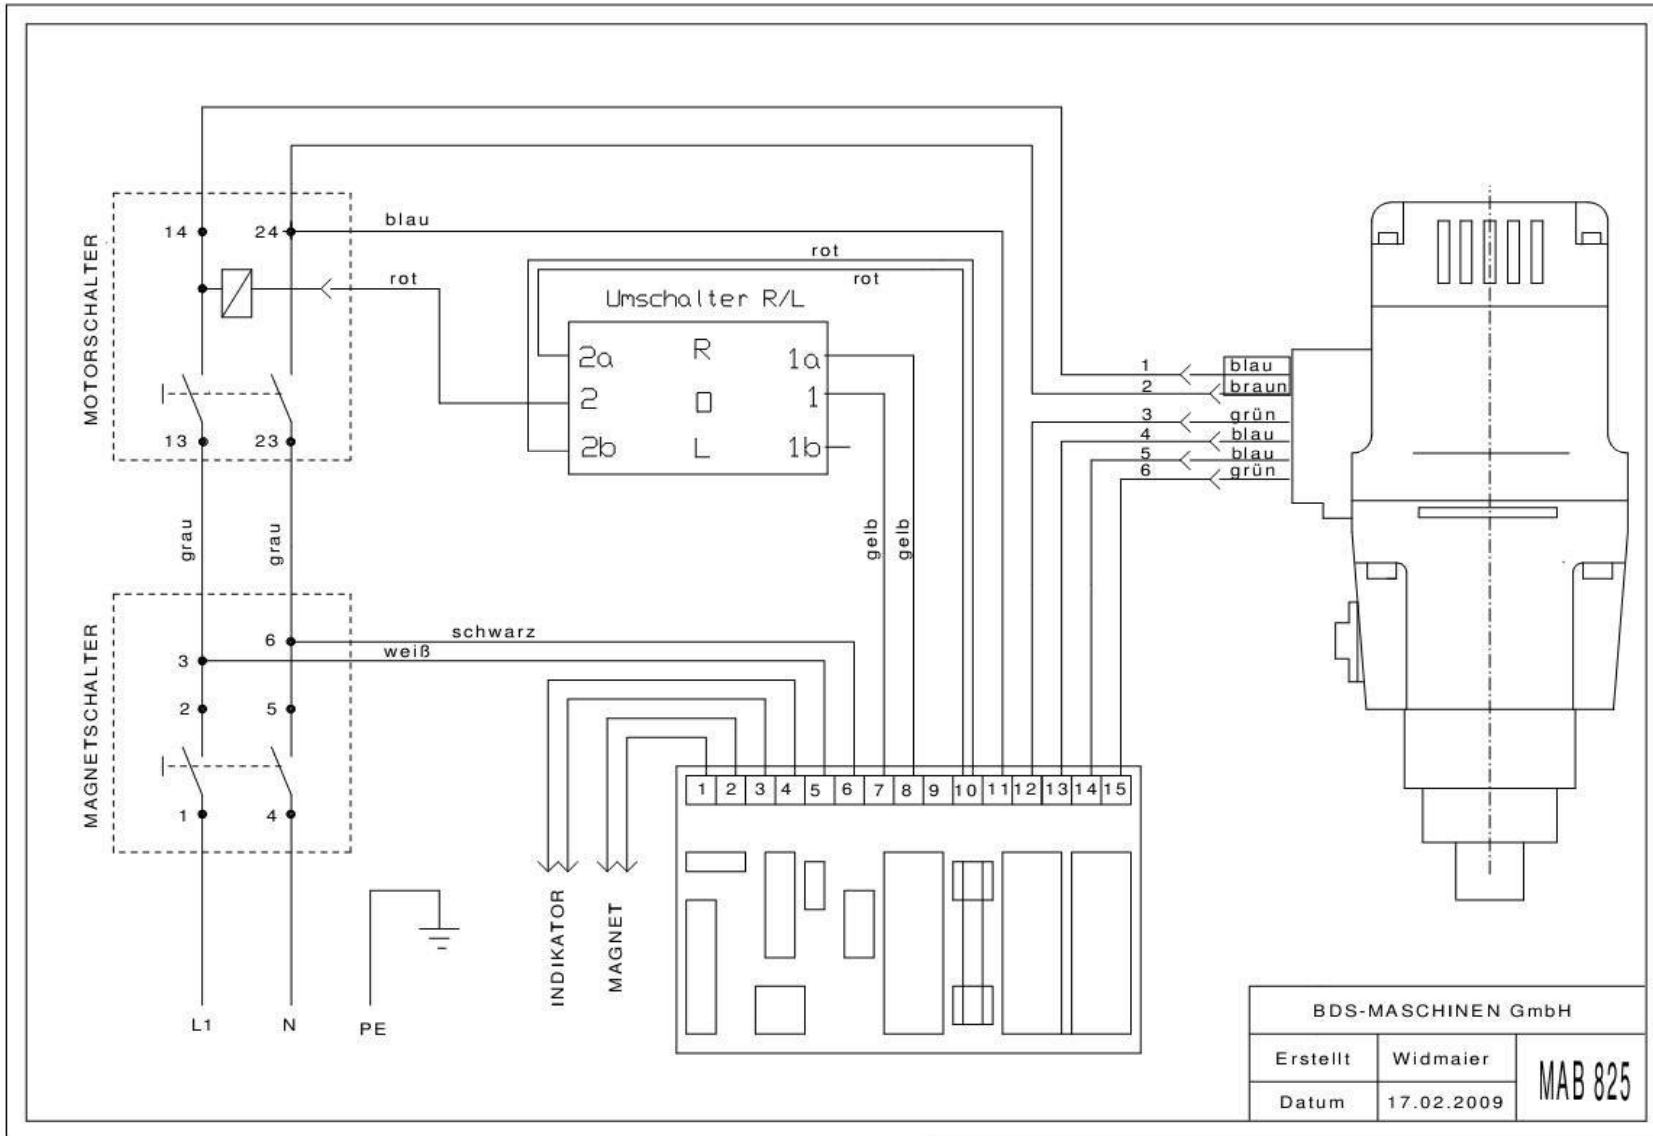 MOTORSCHALTER
14
24
blau
rot
rot
rot
Umschalter R/L
2a
R
1a
2
0
1
2b
L
1b
13
23
grau
grau
gelb
gelb
1
blau
2
braun
3
grün
4
blau
5
blau
6
grün
MAGNETSCHALTER
6
schwarz
3
weiß
2
5
1
4
INDIKATOR
MAGNET
1 2 3 4 5 6 7 8 9 10 11 12 13 14 15
L1
N
PE
BDS-MASCHINEN GmbH
Erstellt
Widmaier
MAB 825
Datum
17.02.2009